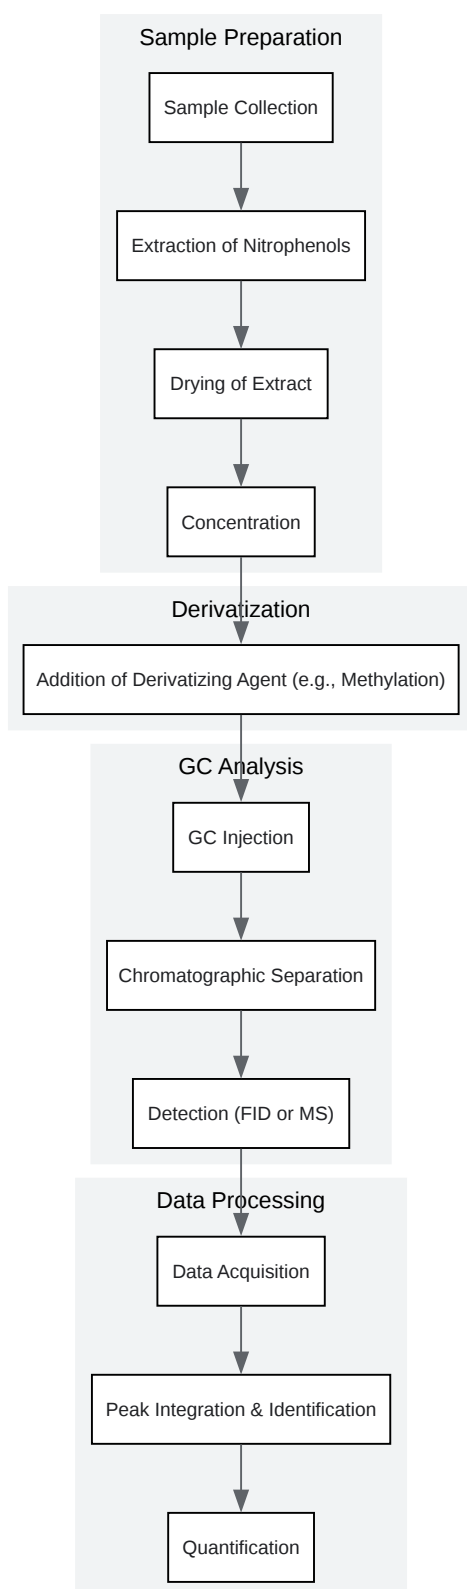 Sample Preparation
Sample Collection
Extraction of Nitrophenols
Drying of Extract
Concentration
Derivatization
Addition of Derivatizing Agent (e.g., Methylation)
GC Analysis
GC Injection
Chromatographic Separation
Detection (FID or MS)
Data Processing
Data Acquisition
Peak Integration & Identification
Quantification